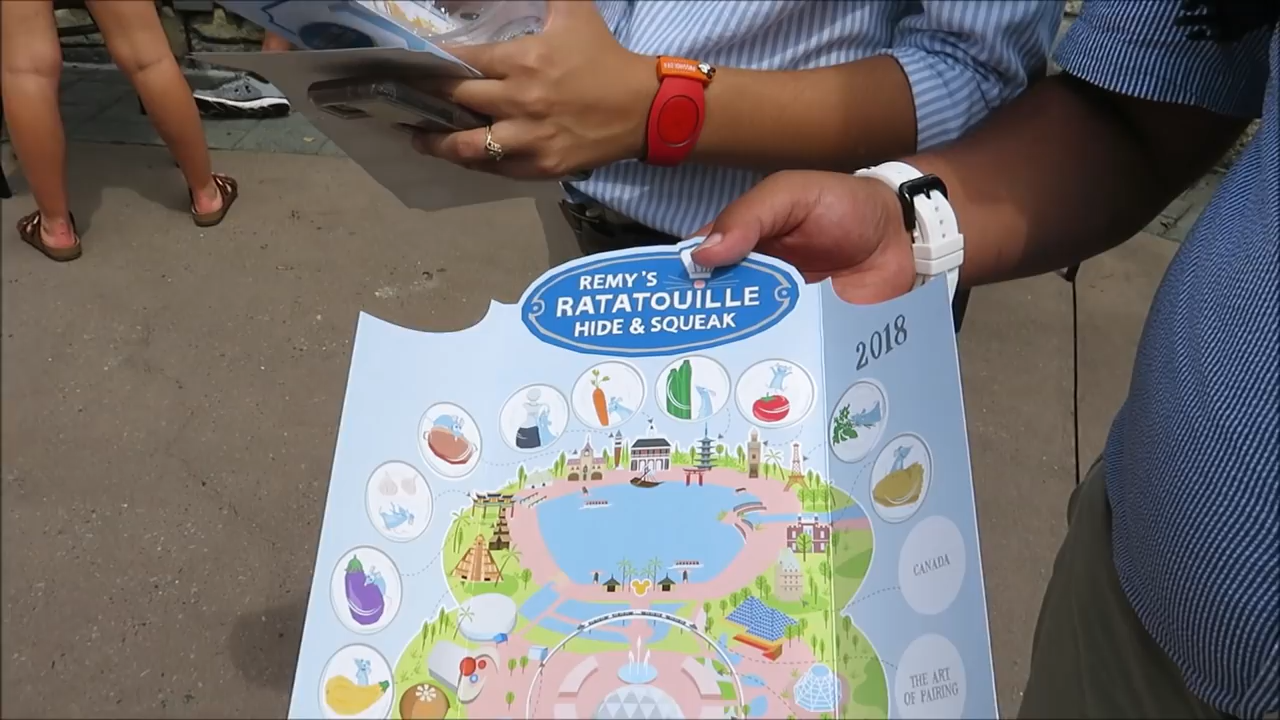 REMY'S
RATATOUILLE
HIDE & SQUEAK
2018
CANADA
THE ART
OF PAIRING